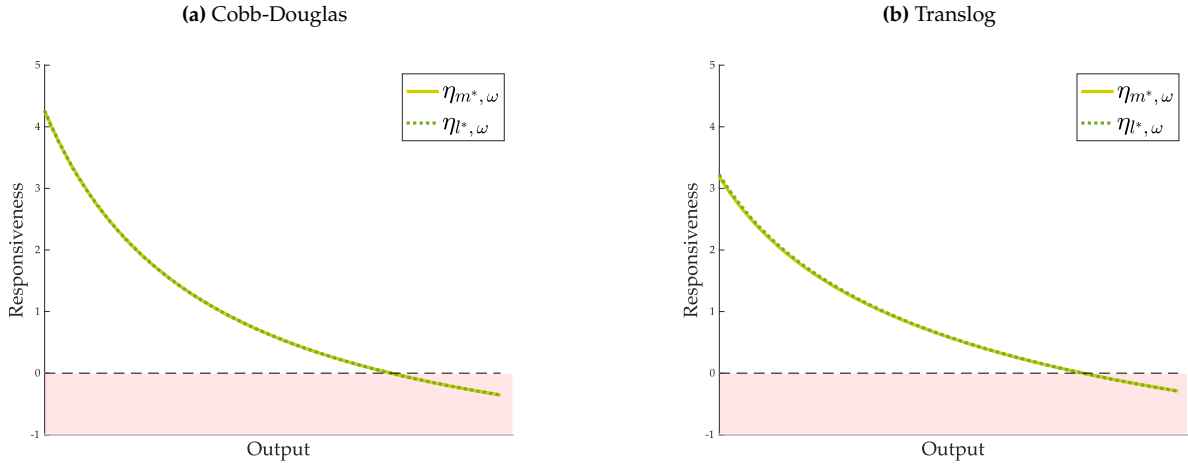 (a) Cobb-Douglas
5
4
3
2
1
0
-1
Responsiveness
Output
η_{m*, ω}
η_{l*, ω}
(b) Translog
5
4
3
2
1
0
-1
Responsiveness
Output
η_{m*, ω}
η_{l*, ω}